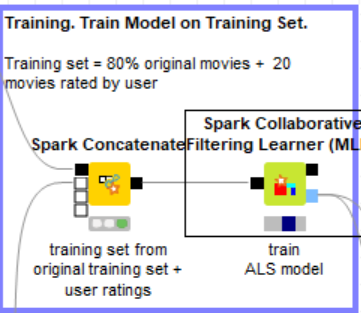 Training. Train Model on Training Set.
Training set = 80% original movies + 20
movies rated by user
Spark Collaborative
Spark Concatenate
Filtering Learner (ML
training set from
original training set +
user ratings
train
ALS model